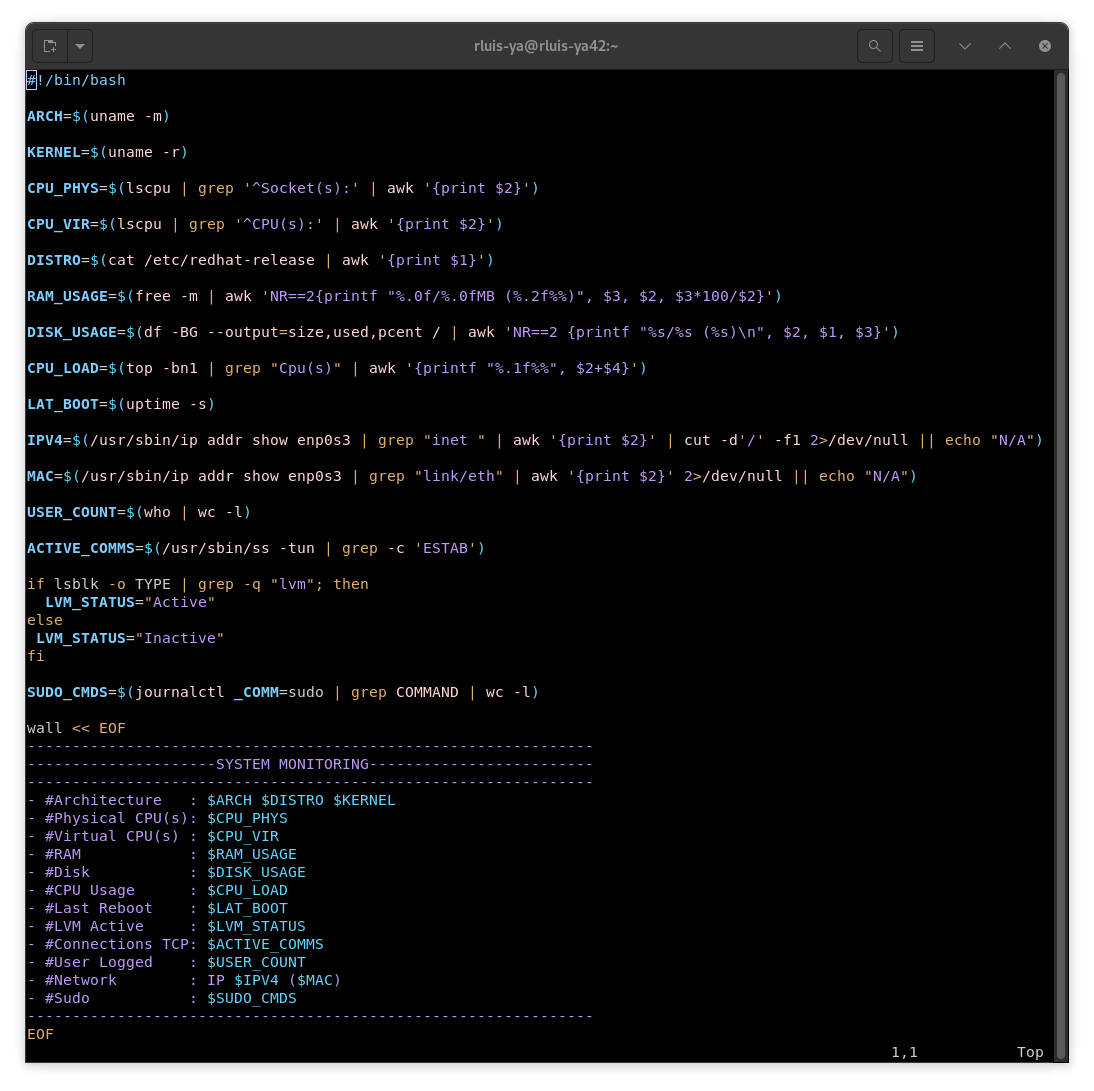 rluis-ya@rluis-ya42:~
#!/bin/bash
ARCH=$(uname -m)
KERNEL=$(uname -r)
CPU_PHYS=$(lscpu | grep '^Socket(s):' | awk '{print $2}')
CPU_VIR=$(lscpu | grep '^CPU(s):' | awk '{print $2}')
DISTRO=$(cat /etc/redhat-release | awk '{print $1}')
RAM_USAGE=$(free -m | awk 'NR==2{printf "%.0f/%.0fMB (%.2f%%)", $3, $2, $3*100/$2}')
DISK_USAGE=$(df -BG --output=size,used,pcent / | awk 'NR==2 {printf "%s/%s (%s)\n", $2, $1, $3}')
CPU_LOAD=$(top -bn1 | grep "Cpu(s)" | awk '{printf "%.1f%%", $2+$4}')
LAT_BOOT=$(uptime -s)
IPV4=$(/usr/sbin/ip addr show enp0s3 | grep "inet " | awk '{print $2}' | cut -d'/' -f1 2>/dev/null || echo "N/A")
MAC=$(/usr/sbin/ip addr show enp0s3 | grep "link/eth" | awk '{print $2}' 2>/dev/null || echo "N/A")
USER_COUNT=$(who | wc -l)
ACTIVE_COMMS=$(/usr/sbin/ss -tun | grep -c 'ESTAB')
if lsblk -o TYPE | grep -q "lvm"; then
  LVM_STATUS="Active"
else
 LVM_STATUS="Inactive"
fi
SUDO_CMDS=$(journalctl _COMM=sudo | grep COMMAND | wc -l)
wall << EOF
---------------------------------------------------------------
---------------------SYSTEM MONITORING-------------------------
---------------------------------------------------------------
- #Architecture   : $ARCH $DISTRO $KERNEL
- #Physical CPU(s): $CPU_PHYS
- #Virtual CPU(s) : $CPU_VIR
- #RAM            : $RAM_USAGE
- #Disk           : $DISK_USAGE
- #CPU Usage      : $CPU_LOAD
- #Last Reboot    : $LAT_BOOT
- #LVM Active     : $LVM_STATUS
- #Connections TCP: $ACTIVE_COMMS
- #User Logged    : $USER_COUNT
- #Network        : IP $IPV4 ($MAC)
- #Sudo           : $SUDO_CMDS
---------------------------------------------------------------
EOF
1,1           Top